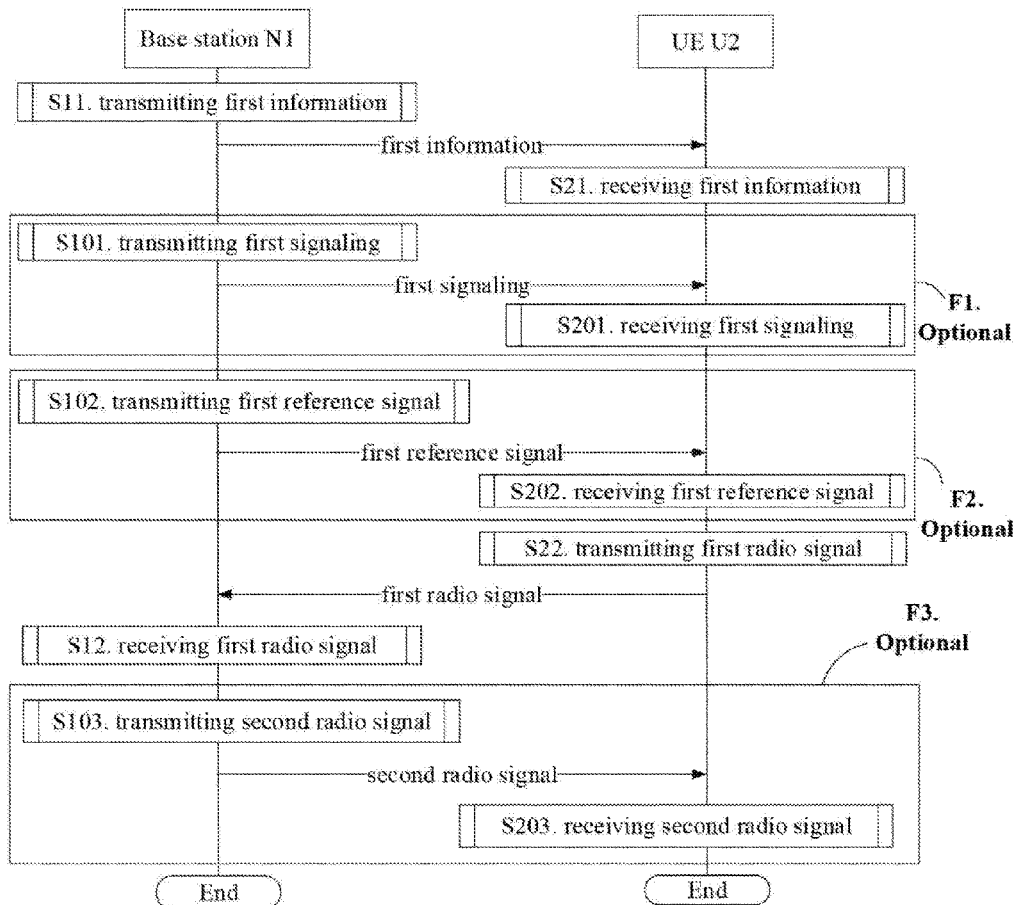 Base station N1
UE U2
S11. transmitting first information
first information
S21. receiving first information
S101. transmitting first signaling
first signaling
S201. receiving first signaling
F1.
Optional
S102. transmitting first reference signal
first reference signal
S202. receiving first reference signal
F2.
Optional
S22. transmitting first radio signal
first radio signal
S12. receiving first radio signal
F3.
Optional
S103. transmitting second radio signal
second radio signal
S203. receiving second radio signal
End
End